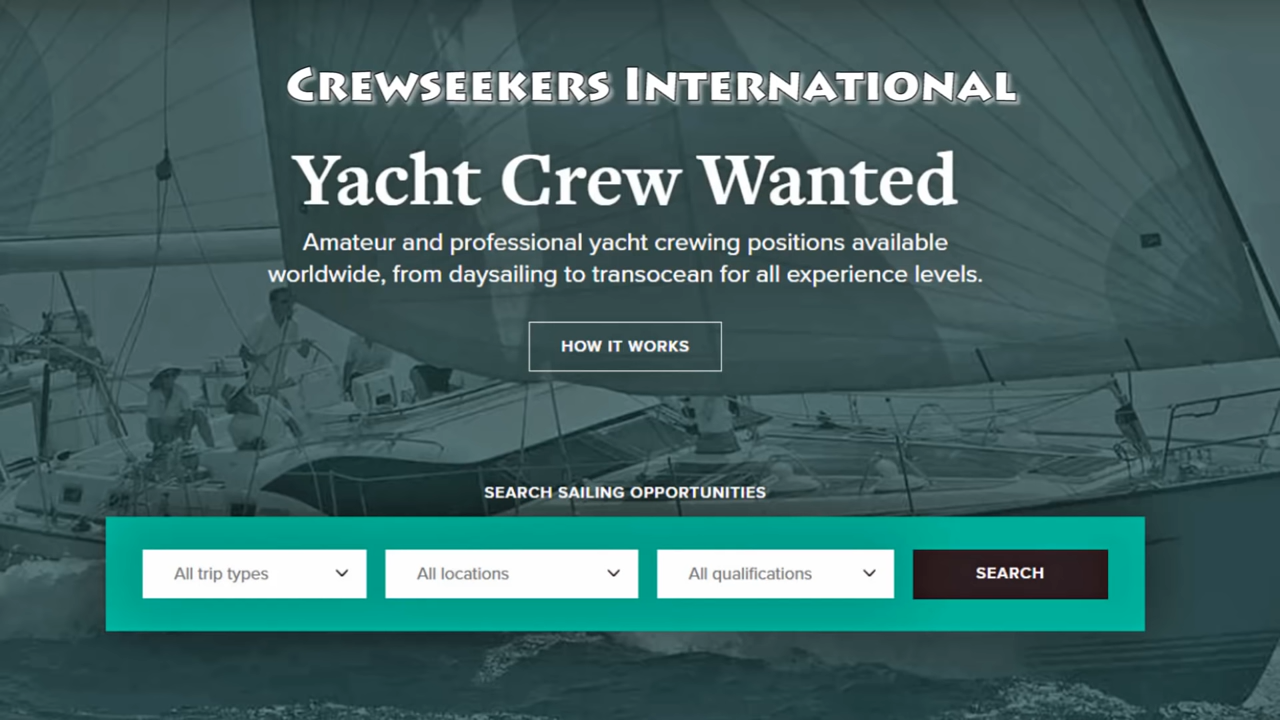 Crewseekers International
Yacht Crew Wanted
Amateur and professional yacht crewing positions available
worldwide, from daysailing to transocean for all experience levels.
HOW IT WORKS
SEARCH SAILING OPPORTUNITIES
All trip types
All locations
All qualifications
SEARCH